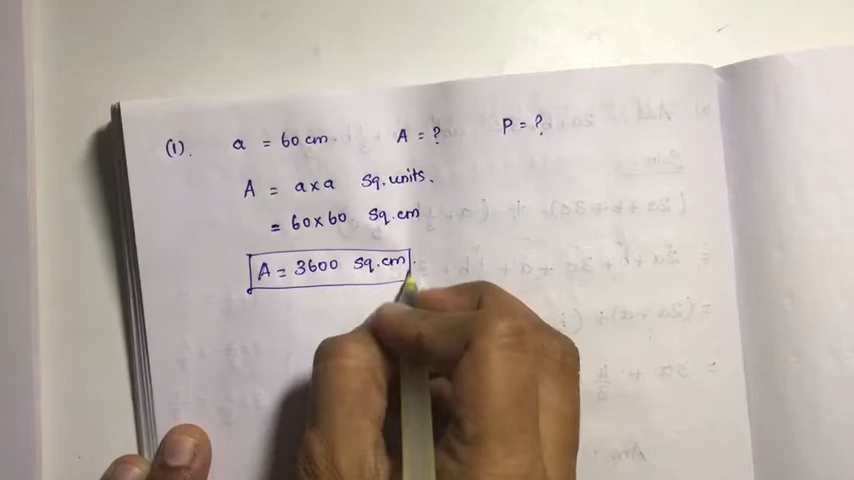 (1). a = 60 cm. A = ? P = ?
A = a x a Sq. units.
= 60 x 60 Sq. cm
A = 3600 Sq. cm.